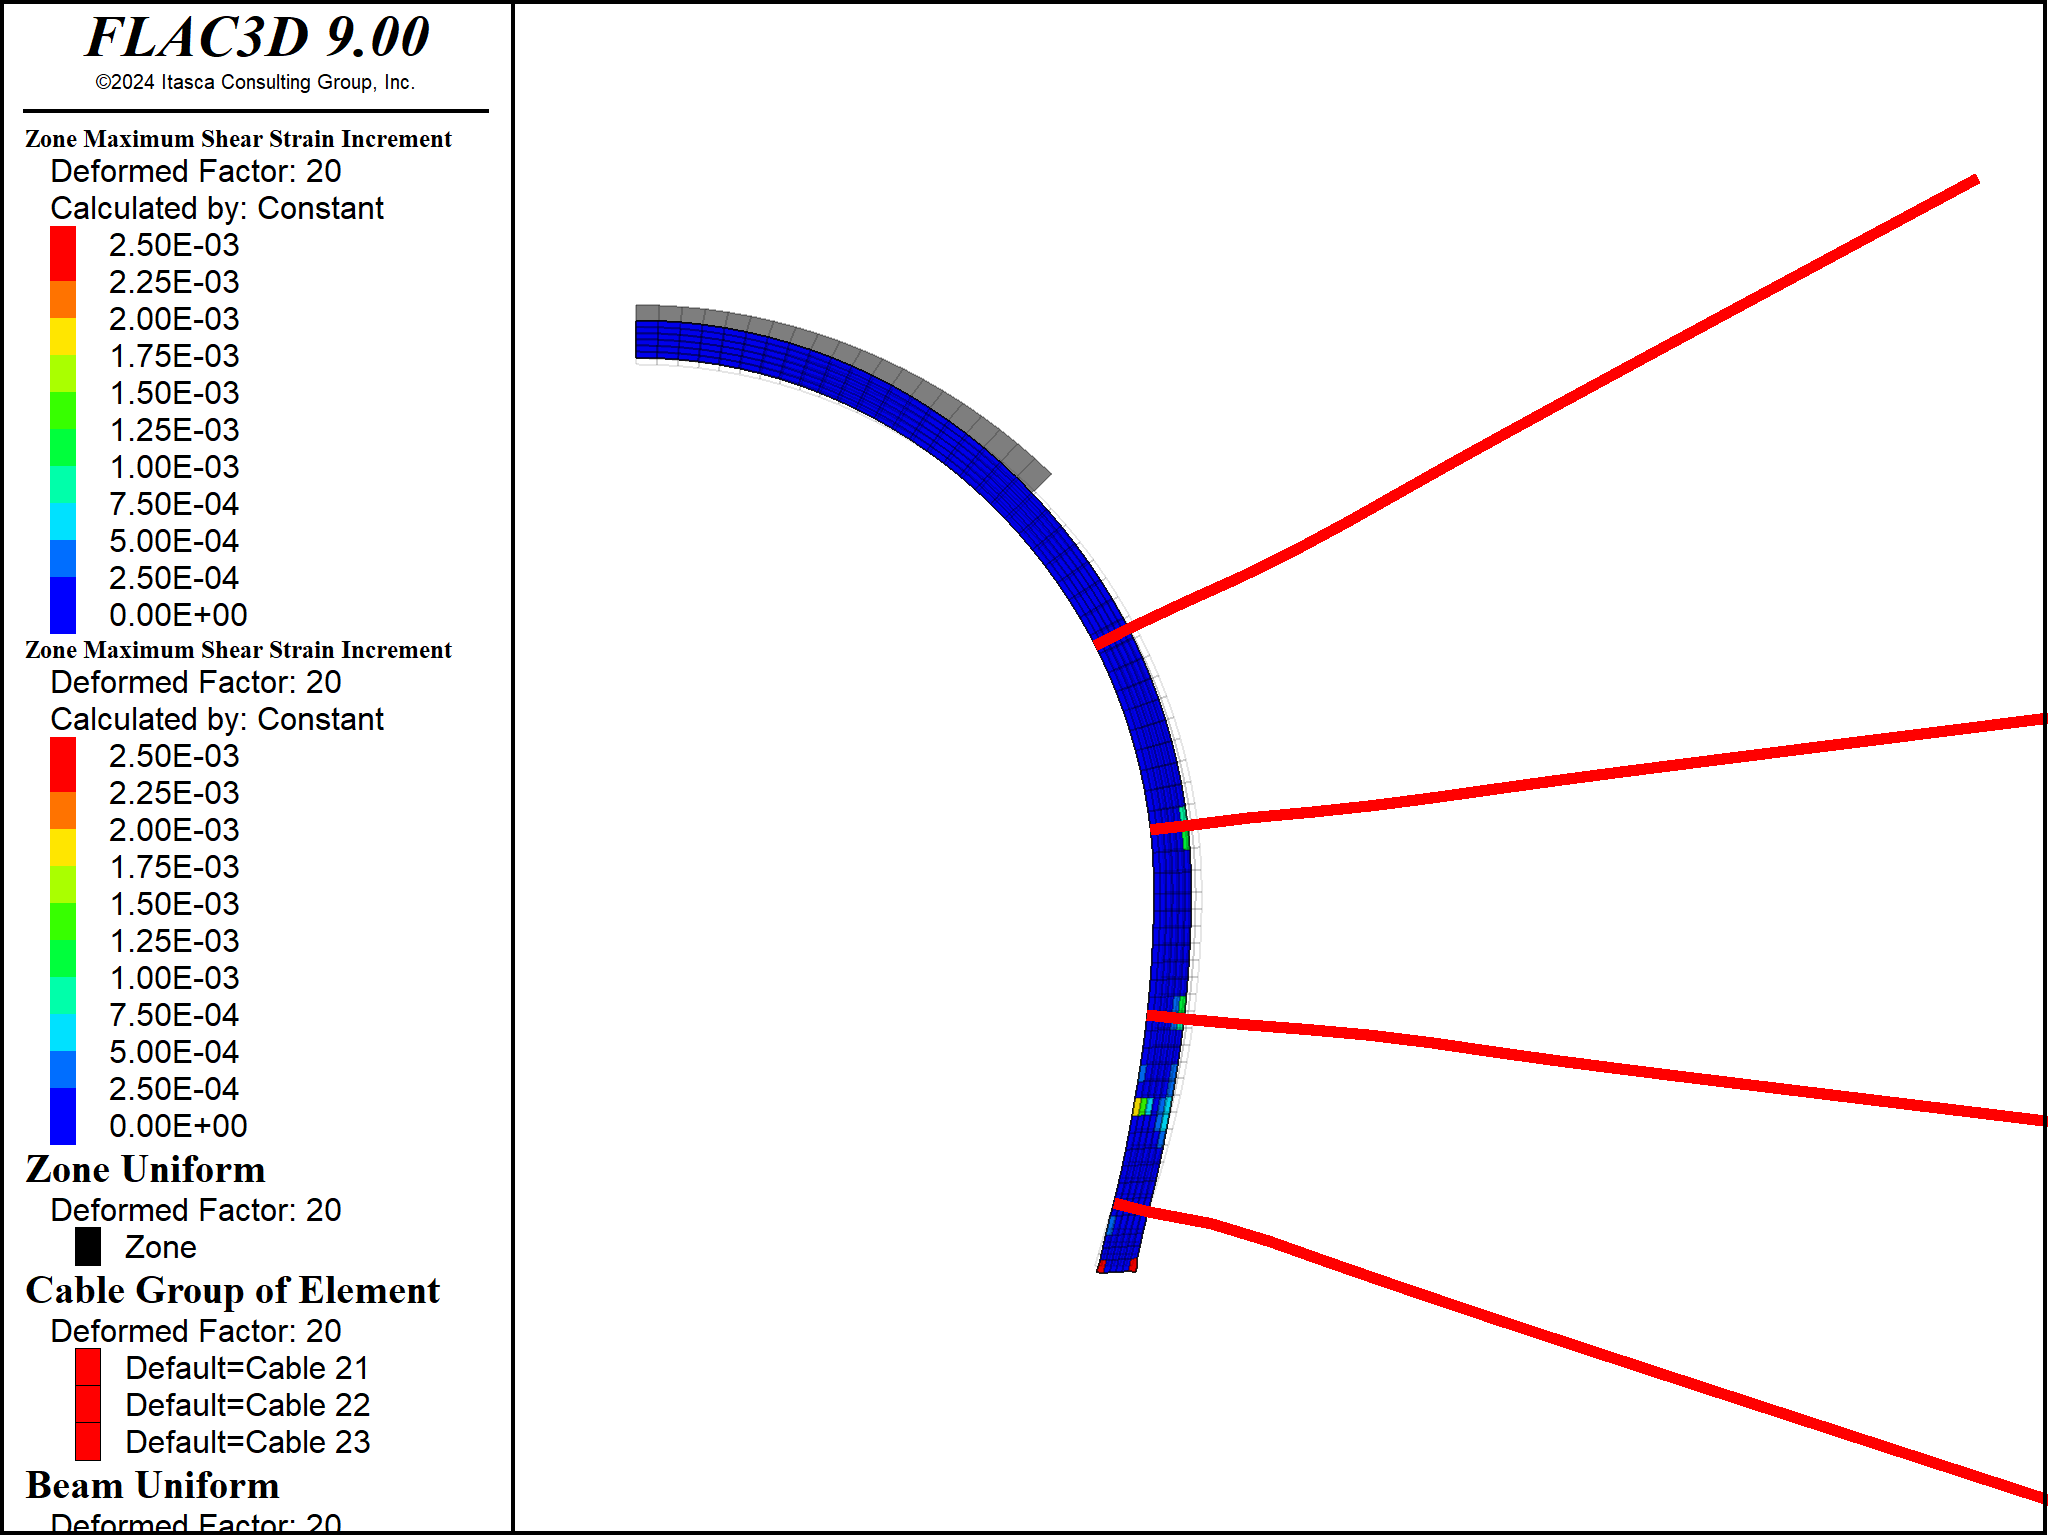 FLAC3D 9.00
©2024 Itasca Consulting Group, Inc.
Zone Maximum Shear Strain Increment
Deformed Factor: 20
Calculated by: Constant
2.50E-03
2.25E-03
2.00E-03
1.75E-03
1.50E-03
1.25E-03
1.00E-03
7.50E-04
5.00E-04
2.50E-04
0.00E+00
Zone Maximum Shear Strain Increment
Deformed Factor: 20
Calculated by: Constant
2.50E-03
2.25E-03
2.00E-03
1.75E-03
1.50E-03
1.25E-03
1.00E-03
7.50E-04
5.00E-04
2.50E-04
0.00E+00
Zone Uniform
Deformed Factor: 20
Zone
Cable Group of Element
Deformed Factor: 20
Default=Cable 21
Default=Cable 22
Default=Cable 23
Beam Uniform
Deformed Factor: 20